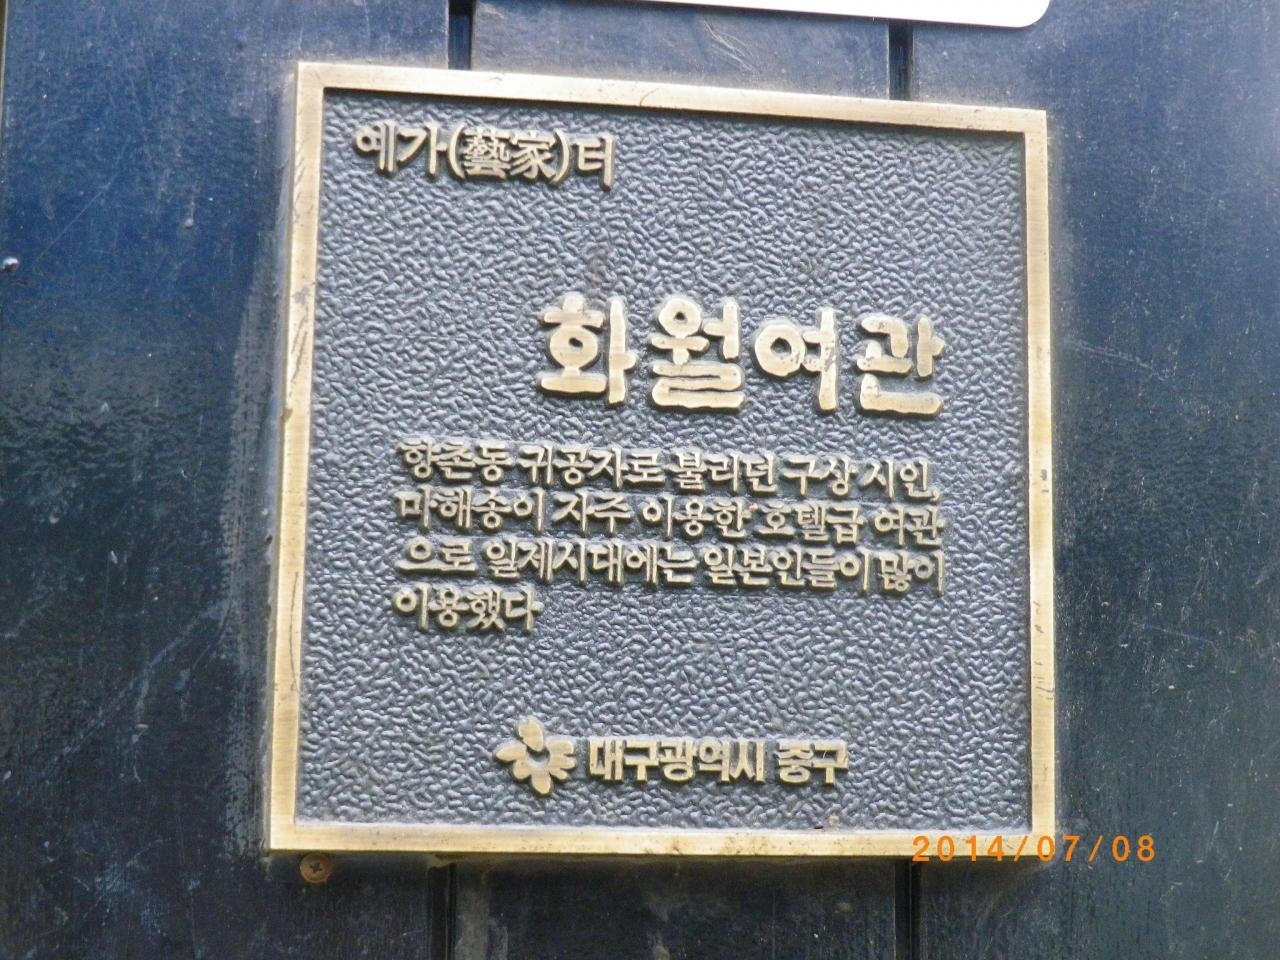 예가(藝家)터
화월여관
향촌동 귀공자로 불리던 구상 시인,
마해송이 자주 이용한 호텔급 여관
으로 일제시대에는 일본인들이 많이
이용했다
대구광역시 중구
2014/07/08